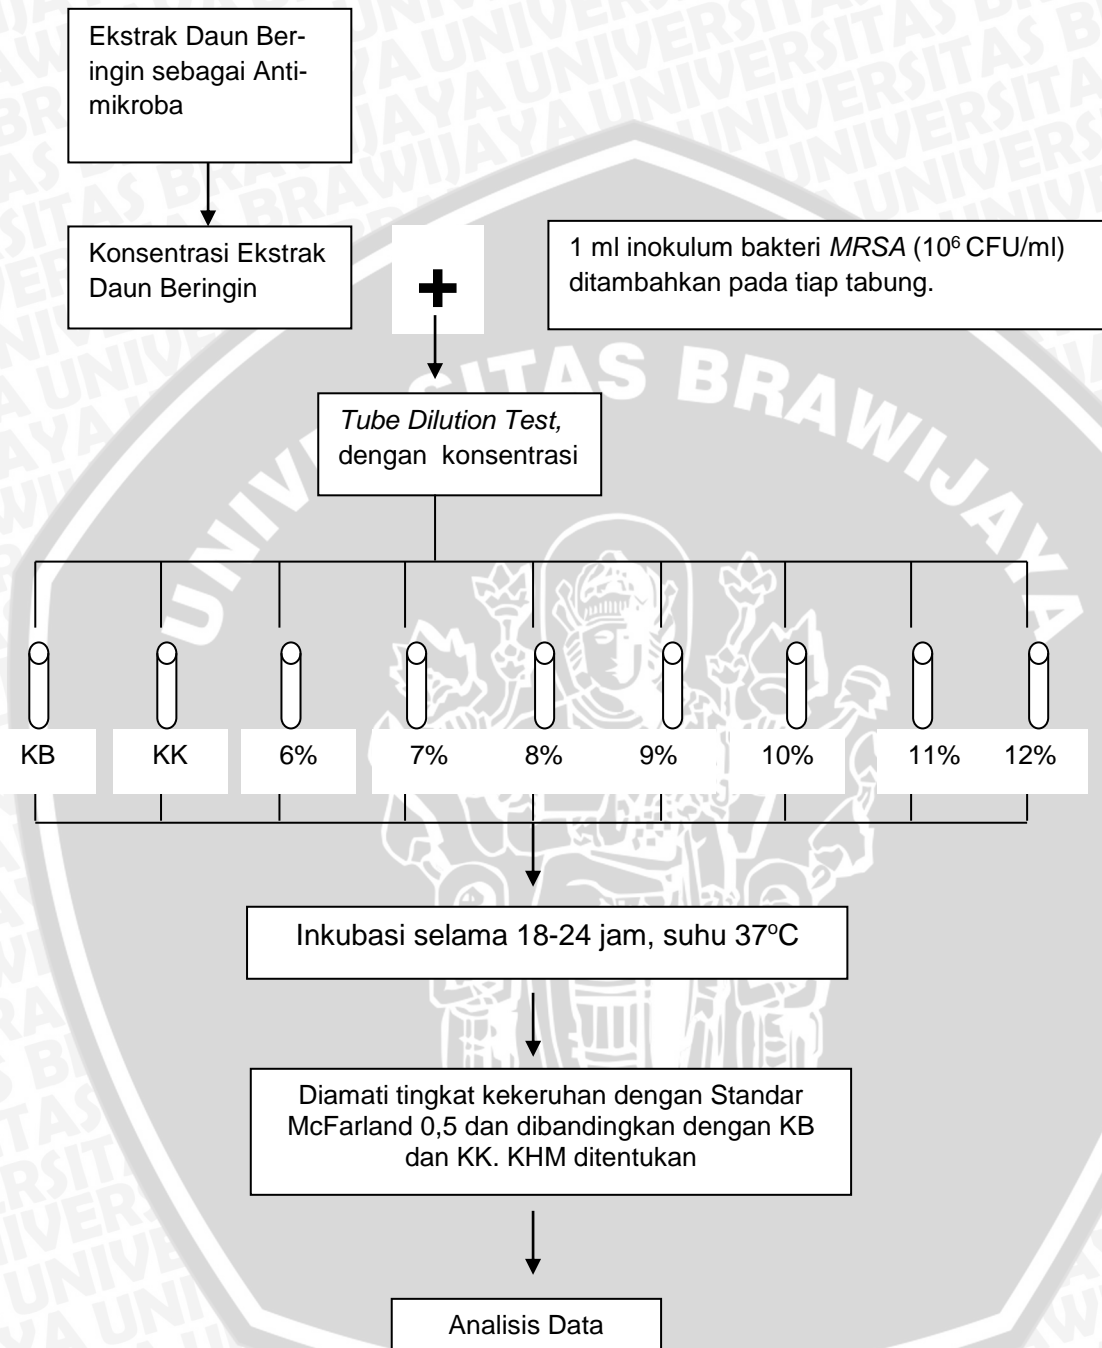 Ekstrak Daun Ber-
ingin sebagai Anti-
mikroba
Konsentrasi Ekstrak
Daun Beringin
+
1 ml inokulum bakteri MRSA (10⁶ CFU/ml)
ditambahkan pada tiap tabung.
Tube Dilution Test,
dengan konsentrasi
KB KK 6% 7% 8% 9% 10% 11% 12%
Inkubasi selama 18-24 jam, suhu 37⁰C
Diamati tingkat kekeruhan dengan Standar
McFarland 0,5 dan dibandingkan dengan KB
dan KK. KHM ditentukan
Analisis Data